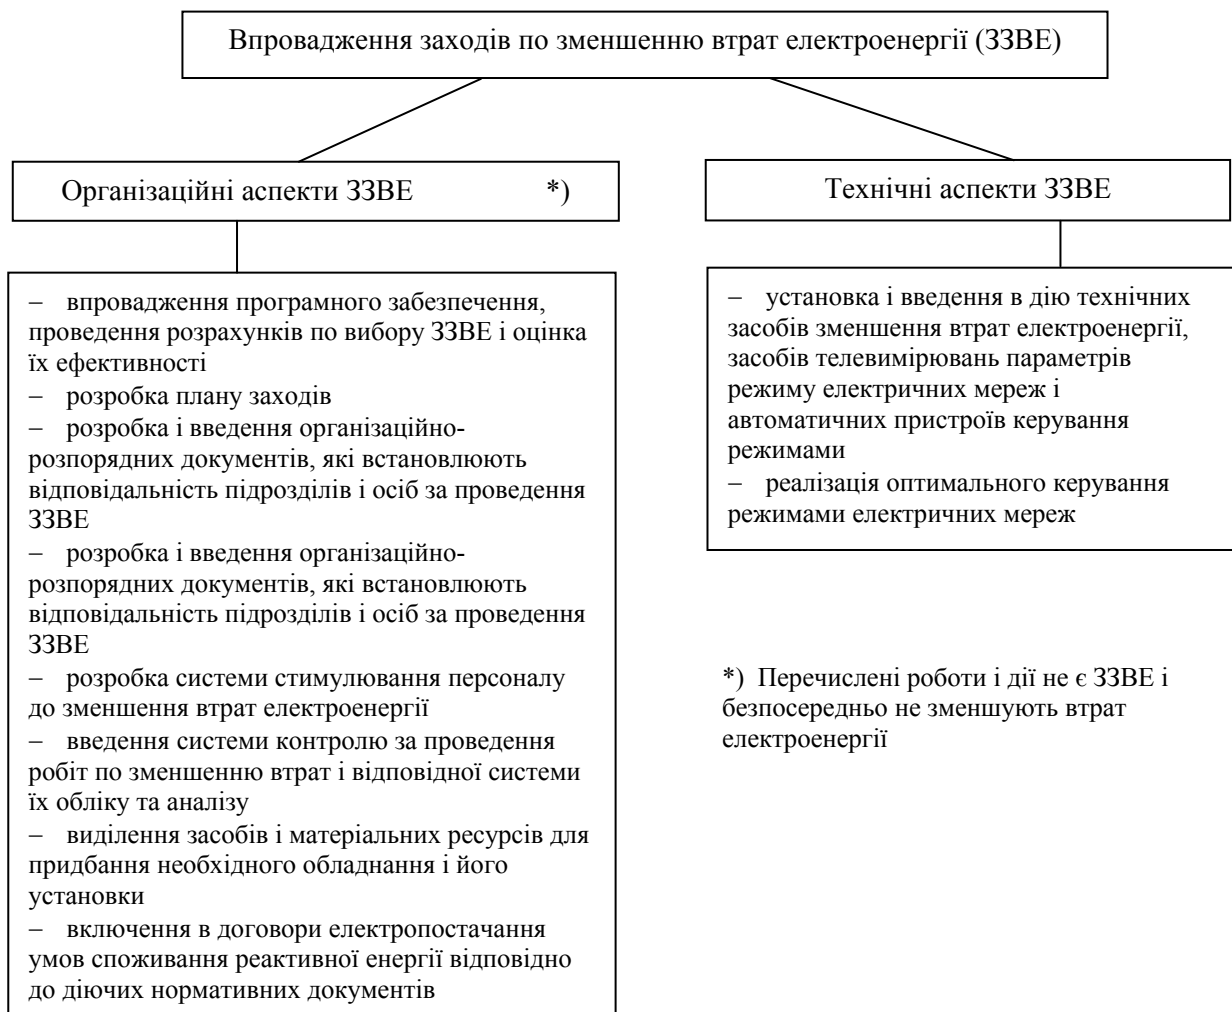 Впровадження заходів по зменшенню втрат електроенергії (ЗЗВЕ)
Організаційні аспекти ЗЗВЕ *)
Технічні аспекти ЗЗВЕ
– впровадження програмного забезпечення,
проведення розрахунків по вибору ЗЗВЕ і оцінка
їх ефективності
– розробка плану заходів
– розробка і введення організаційно-
розпорядних документів, які встановлюють
відповідальність підрозділів і осіб за проведення
ЗЗВЕ
– розробка і введення організаційно-
розпорядних документів, які встановлюють
відповідальність підрозділів і осіб за проведення
ЗЗВЕ
– розробка системи стимулювання персоналу
до зменшення втрат електроенергії
– введення системи контролю за проведення
робіт по зменшенню втрат і відповідної системи
їх обліку та аналізу
– виділення засобів і матеріальних ресурсів для
придбання необхідного обладнання і його
установки
– включення в договори електропостачання
умов споживання реактивної енергії відповідно
до діючих нормативних документів
– установка і введення в дію технічних
засобів зменшення втрат електроенергії,
засобів телевимірювань параметрів
режиму електричних мереж і
автоматичних пристроїв керування
режимами
– реалізація оптимального керування
режимами електричних мереж
*) Перечислені роботи і дії не є ЗЗВЕ і
безпосередньо не зменшують втрат
електроенергії